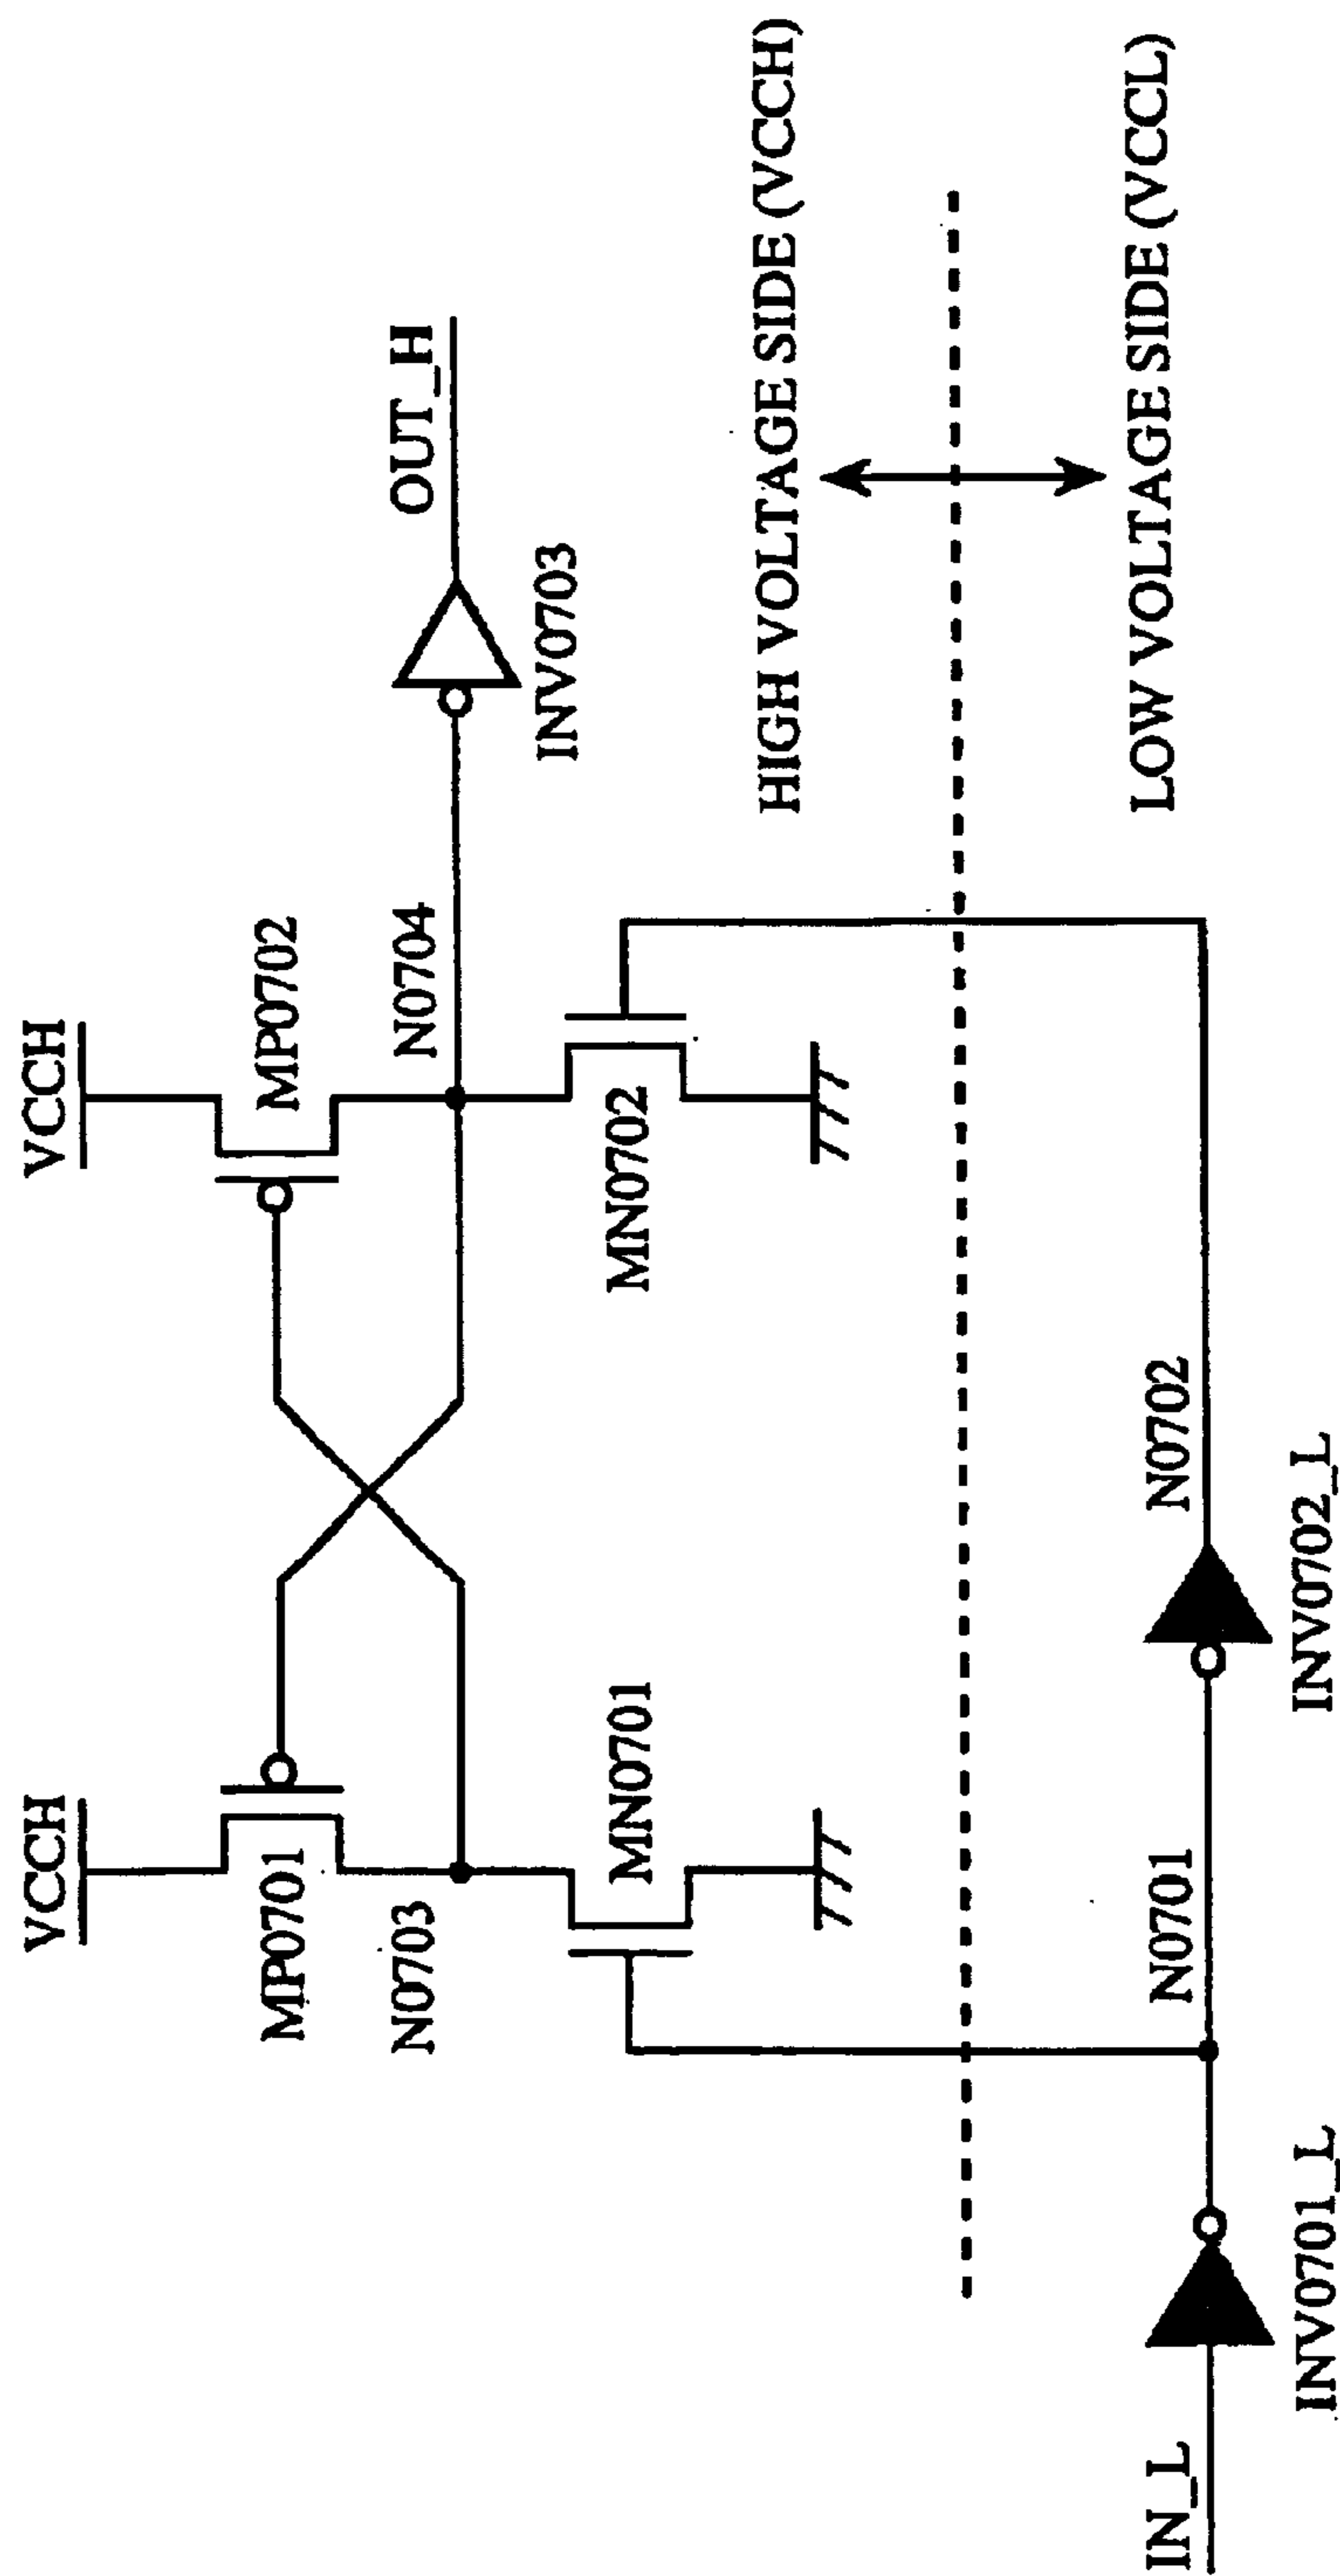 VCCH
VCCH
MP0701
MP0702
N0703
N0704
OUT_H
INV0703
MN0701
MN0702
HIGH VOLTAGE SIDE (VCCH)
LOW VOLTAGE SIDE (VCCL)
IN_L
N0701
N0702
INV0701_L
INV0702_L